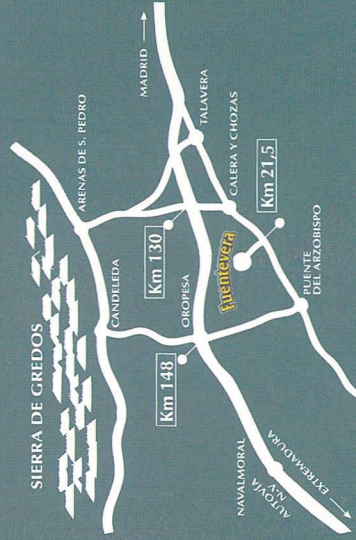 SIERRA DE GREDOS
ARENAS DE S. PEDRO
MADRID
CANDELEDA
TALAVERA
Km 130
CALERA Y CHOZAS
OROPESA
Km 148
Fuentevera
Km 21,5
NAVALMORAL
PUENTE
DEL ARZOBISPO
AUTOVÍA
N-V
EXTREMADURA